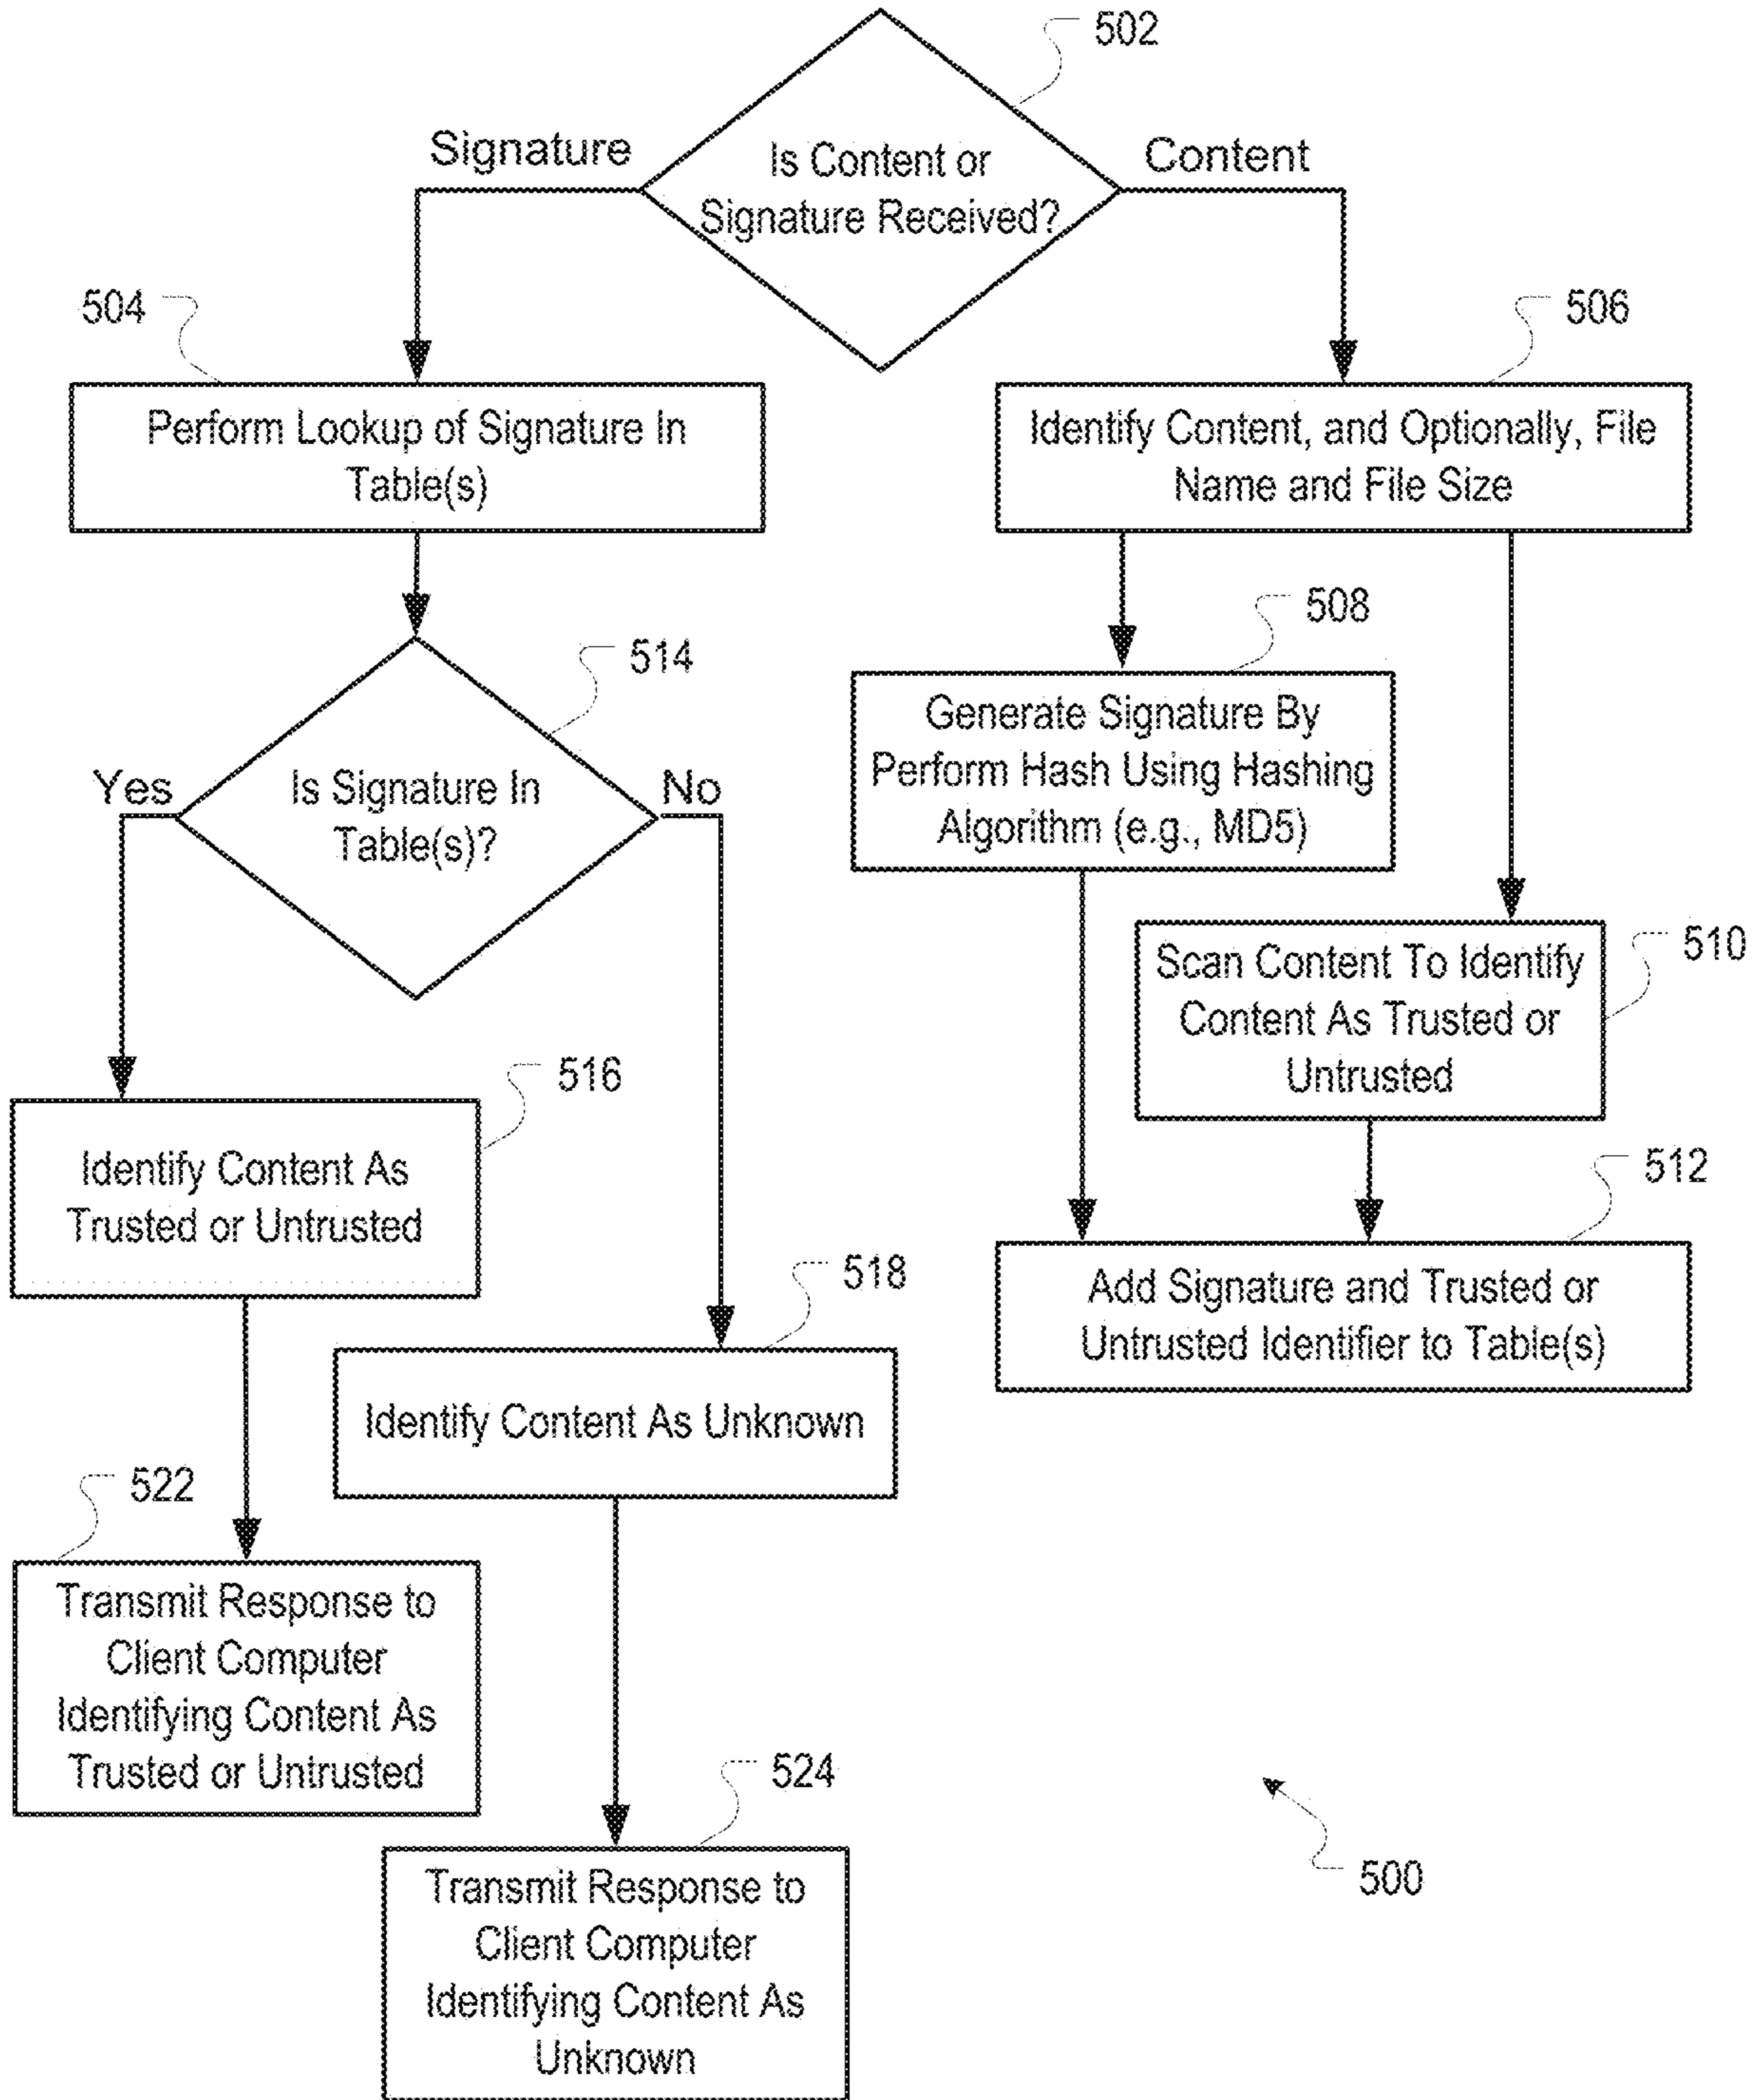 502
Signature
Content
Is Content or
Signature Received?
504
506
Perform Lookup of Signature In
Table(s)
Identify Content, and Optionally, File
Name and File Size
508
514
Generate Signature By
Perform Hash Using Hashing
Algorithm (e.g., MD5)
Yes
No
Is Signature In
Table(s)?
510
Scan Content To Identify
Content As Trusted or
Untrusted
516
Identify Content As
Trusted or Untrusted
512
Add Signature and Trusted or
Untrusted Identifier to Table(s)
518
Identify Content As Unknown
522
Transmit Response to
Client Computer
Identifying Content As
Trusted or Untrusted
524
Transmit Response to
Client Computer
Identifying Content As
Unknown
500